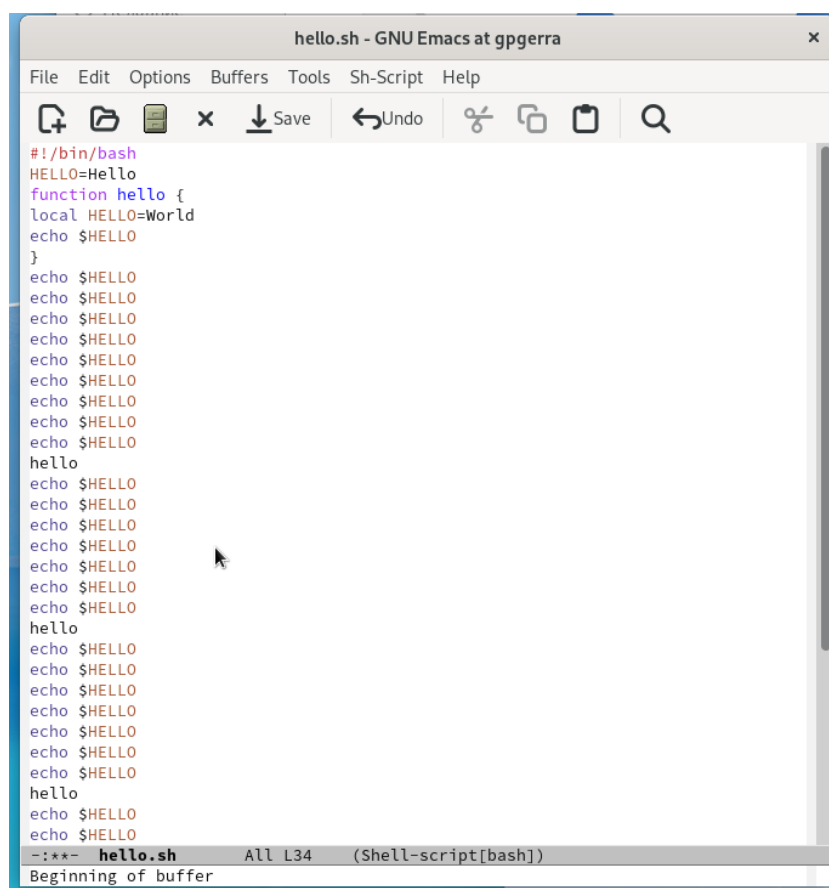 hello.sh - GNU Emacs at gpgerra ×
File Edit Options Buffers Tools Sh-Script Help
Save Undo
#!/bin/bash
HELLO=Hello
function hello {
local HELLO=World
echo $HELLO
}
echo $HELLO
echo $HELLO
echo $HELLO
echo $HELLO
echo $HELLO
echo $HELLO
echo $HELLO
echo $HELLO
echo $HELLO
hello
echo $HELLO
echo $HELLO
echo $HELLO
echo $HELLO
echo $HELLO
echo $HELLO
echo $HELLO
hello
echo $HELLO
echo $HELLO
echo $HELLO
echo $HELLO
echo $HELLO
echo $HELLO
echo $HELLO
hello
echo $HELLO
echo $HELLO
-:**- hello.sh All L34 (Shell-script[bash])
Beginning of buffer